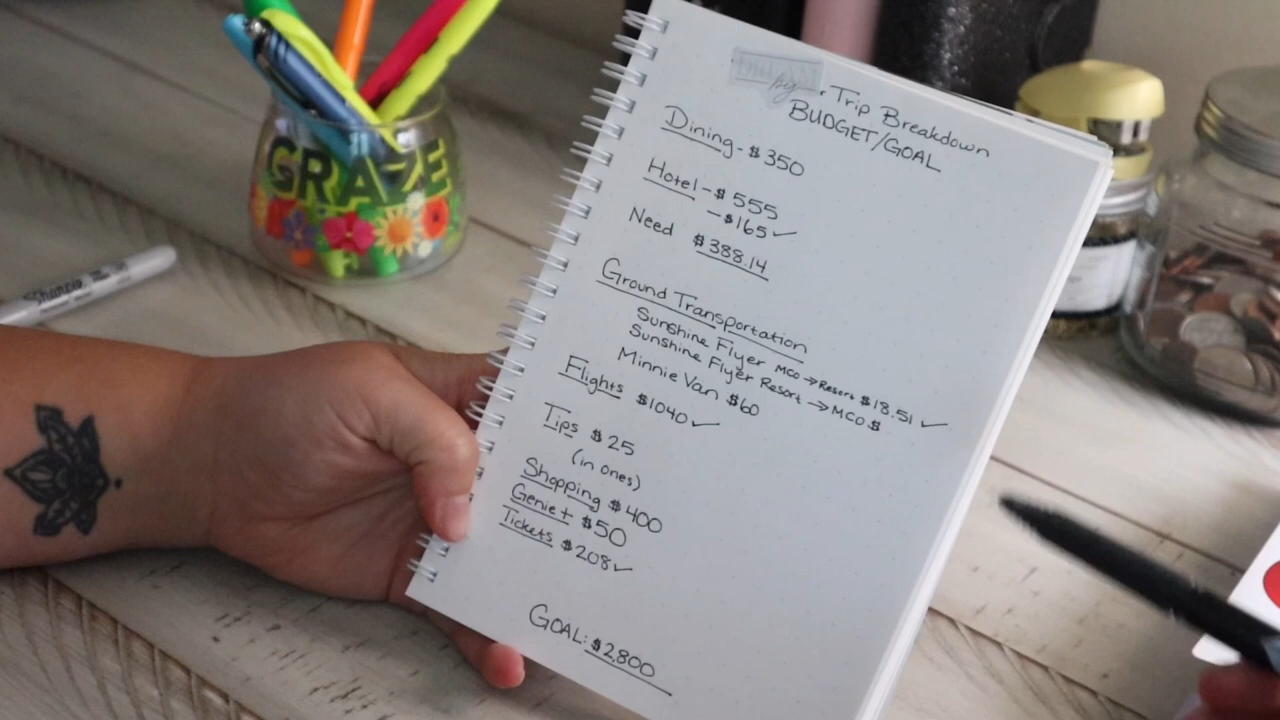 GRAZE
Sharpie
Trip Breakdown
BUDGET/GOAL
Dining - $350
Hotel - $555
- $165 ✓
Need $388.14
Ground Transportation
Sunshine Flyer MCO → Resort $18.51 ✓
Sunshine Flyer Resort → MCO $
Minnie Van $60
Flights $1040 ✓
Tips $25
(in ones)
Shopping $400
Genie+ $50
Tickets $208 ✓
GOAL: $2,800